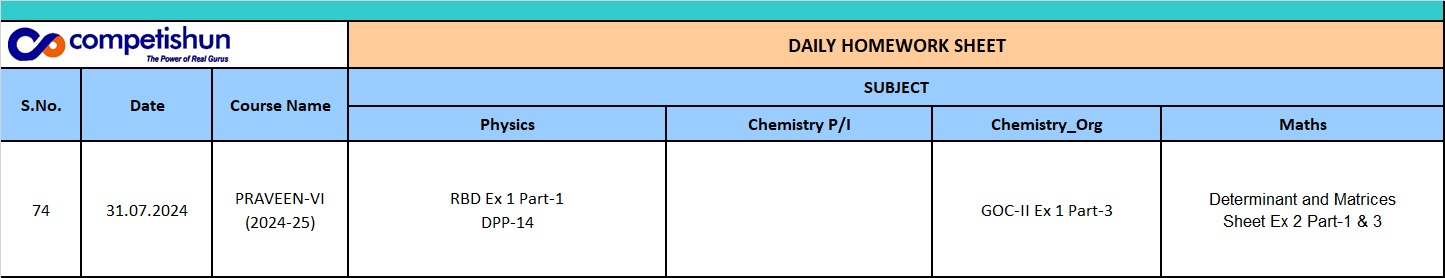 competishun
The Power of Real Gurus
DAILY HOMEWORK SHEET
S.No.
Date
Course Name
SUBJECT
Physics
Chemistry P/I
Chemistry_Org
Maths
74
31.07.2024
PRAVEEN-VI
(2024-25)
RBD Ex 1 Part-1
DPP-14
GOC-II Ex 1 Part-3
Determinant and Matrices
Sheet Ex 2 Part-1 & 3